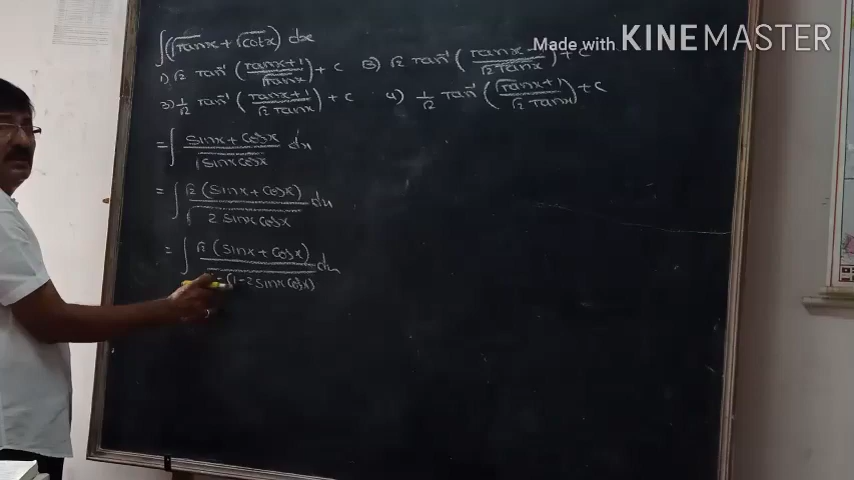 ∫(√Tanx + √Cotx) dx
Made with KINEMASTER
1) √2 Tan⁻¹ (Tanx+1/√Tanx) + C 2) √2 Tan⁻¹ (Tanx-/√2 Tanx) + C
3) 1/√2 Tan⁻¹ (Tanx+1/√2 Tanx) + C 4) 1/√2 Tan⁻¹ (√Tanx+1/√2 Tanx) + C
= ∫ Sinx + Cosx/√Sinx Cosx dx
= ∫ √2 (Sinx + Cosx)/√2 Sinx Cosx dx
= ∫ √2 (Sinx + Cosx)/-(1-2Sinx Cosx) dx